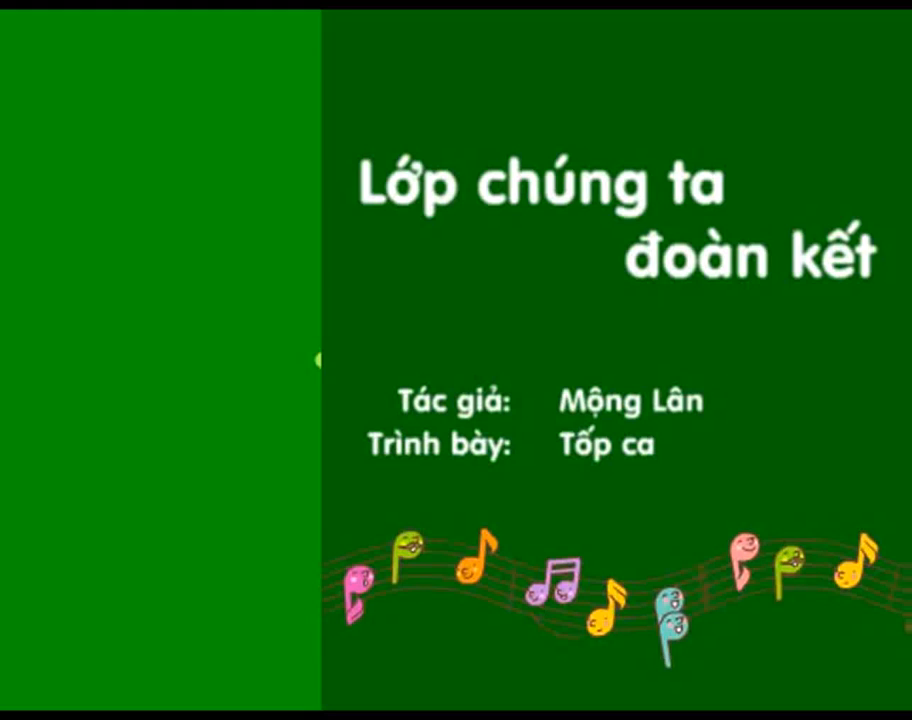 Lớp chúng ta
đoàn kết
Tác giả: Mộng Lân
Trình bày: Tốp ca